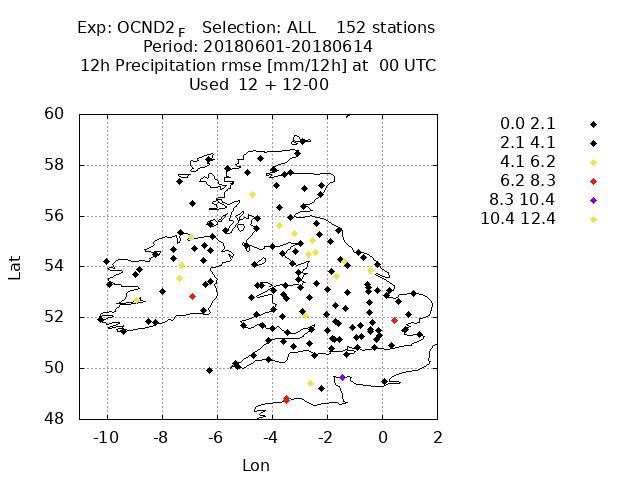 Exp: OCND2_F   Selection: ALL    152 stations
Period: 20180601-20180614
12h Precipitation rmse [mm/12h] at  00 UTC
Used  12 + 12-00
60
58
56
54
52
50
48
Lat
-10 -8 -6 -4 -2 0 2
Lon
0.0 2.1
2.1 4.1
4.1 6.2
6.2 8.3
8.3 10.4
10.4 12.4